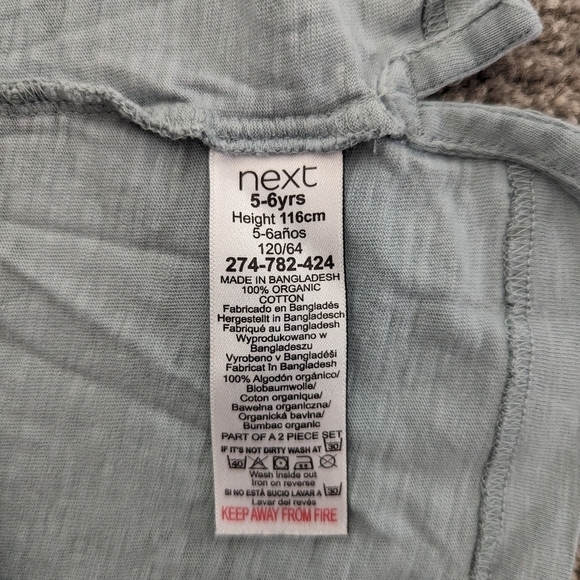 next
5-6yrs
Height 116cm
5-6años
120/64
274-782-424
MADE IN BANGLADESH
100% ORGANIC
COTTON
Fabricado en Bangladés
Hergestellt in Bangladesch
Fabriqué au Bangladesh
Wyprodukowano w
Bangladeszu
Vyrobeno v Bangladéši
Fabricat în Bangladesh
100% Algodón orgánico/
Biobaumwolle/
Coton organique/
Bawełna organiczna/
Organická bavlna/
Bumbac organic
PART OF A 2 PIECE SET
IF IT'S NOT DIRTY WASH AT 30
40
Wash inside out
Iron on reverse
SI NO ESTÁ SUCIO LAVAR A 30
Lavar del revés
KEEP AWAY FROM FIRE